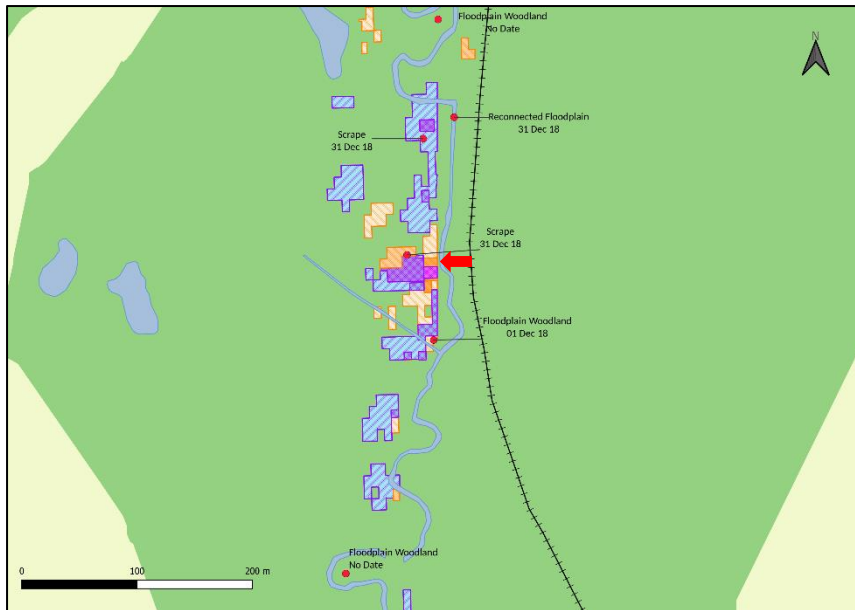 Floodplain Woodland
No Date
N
Reconnected Floodplain
31 Dec 18
Scrape
31 Dec 18
Scrape
31 Dec 18
Floodplain Woodland
01 Dec 18
Floodplain Woodland
No Date
0 100 200 m